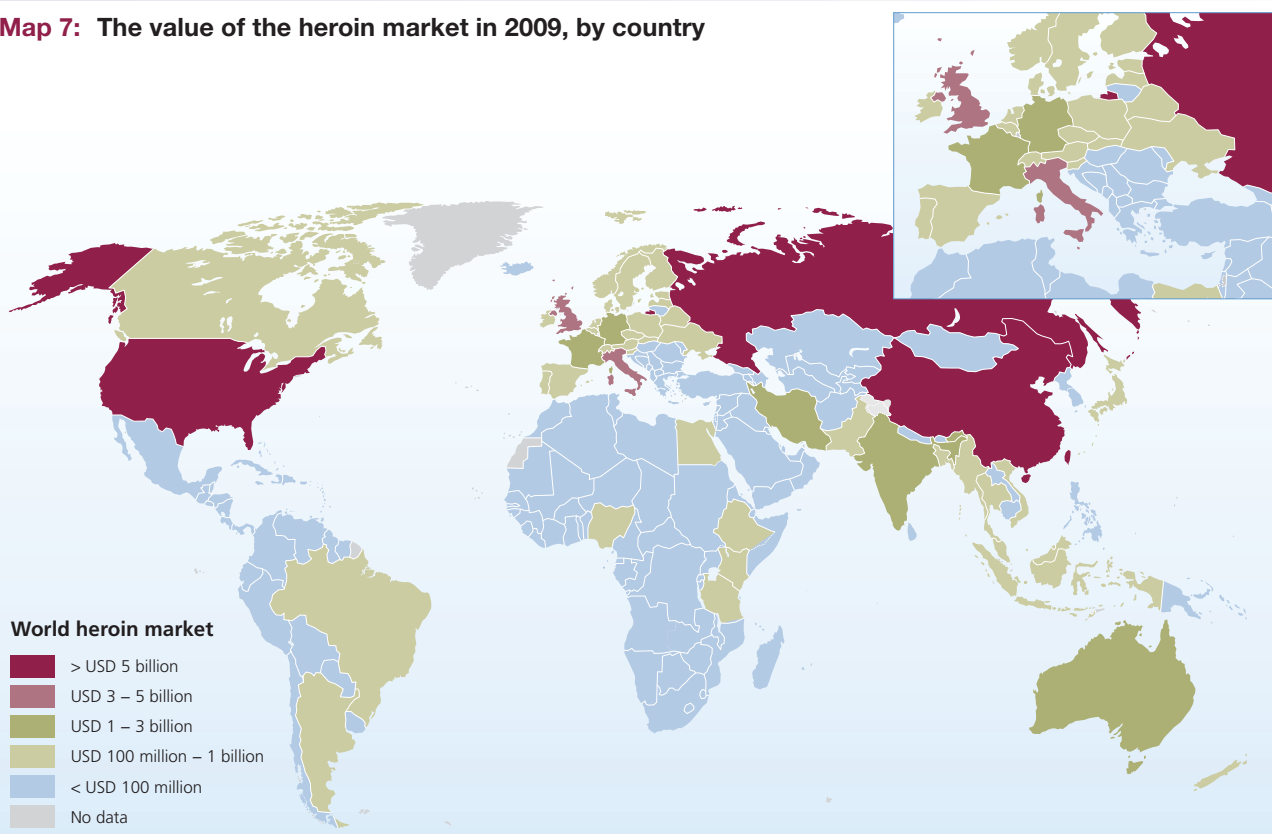 Map 7: The value of the heroin market in 2009, by country
World heroin market
> USD 5 billion
USD 3 – 5 billion
USD 1 – 3 billion
USD 100 million – 1 billion
< USD 100 million
No data